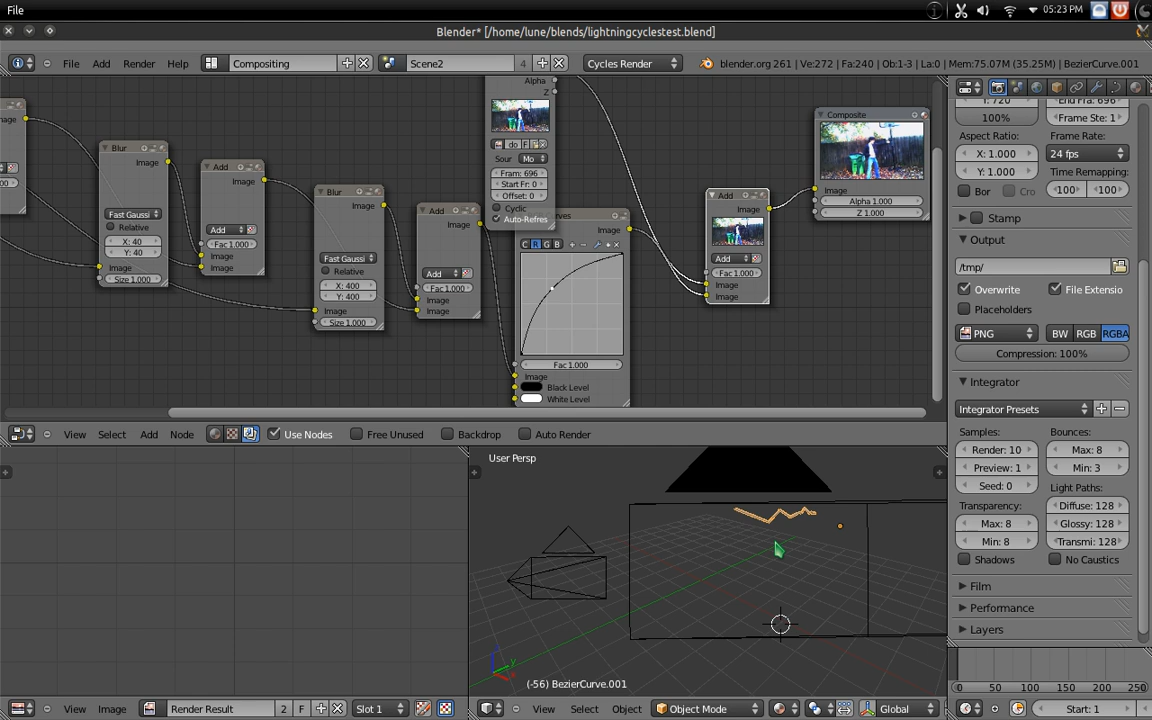 File
05:23 PM
Blender* [/home/lune/blends/lightningcyclestest.blend]
File Add Render Help Compositing Scene2 4 Cycles Render blender.org 261 | Ve:272 | Fa:240 | Ob:1-3 | La:0 | Mem:75.07M (35.25M) | BezierCurve.001
Alpha
Z
do F
Sour Mo
Fram: 696
Start Fr: 0
Offset: 0
Cyclic
Auto-Refres
Blur
Image
Fast Gaussi
Relative
X: 40
Y: 40
Image
Size 1.000
Add
Image
Add
Fac 1.000
Image
Image
Blur
Image
Fast Gaussi
Relative
X: 400
Y: 400
Image
Size 1.000
Add
Image
Add
Fac 1.000
Image
Image
Image
C R G B
Fac 1.000
Image
Black Level
White Level
Add
Image
Add
Fac 1.000
Image
Image
Composite
Image
Alpha 1.000
Z 1.000
View Select Add Node Use Nodes Free Unused Backdrop Auto Render
Y: 720 End Fra: 696
100% Frame Ste: 1
Aspect Ratio: Frame Rate:
X: 1.000 24 fps
Y: 1.000 Time Remapping:
Bor Cro 100 100
Stamp
Output
/tmp/
Overwrite File Extensio
Placeholders
PNG BW RGB RGBA
Compression: 100%
Integrator
Integrator Presets
Samples: Bounces:
Render: 10 Max: 8
Preview: 1 Min: 3
Seed: 0 Light Paths:
Transparency: Diffuse: 128
Max: 8 Glossy: 128
Min: 8 Transmi: 128
Shadows No Caustics
Film
Performance
Layers
User Persp
(-56) BezierCurve.001
0 50 100 150 200 250
View Image Render Result 2 F Slot 1
View Select Object Object Mode Global
Start: 1